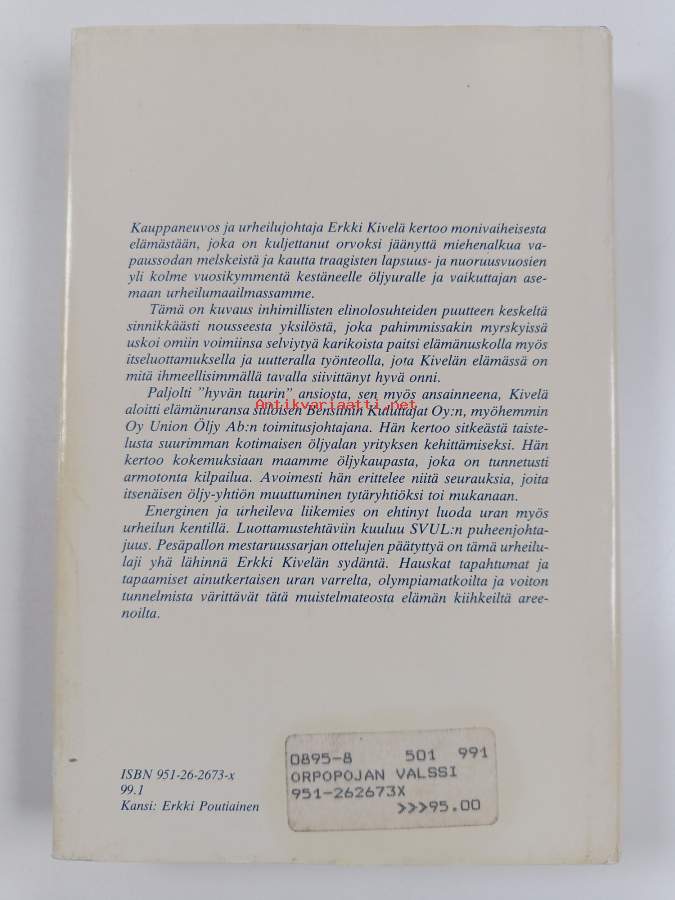 Kauppaneuvos ja urheilujohtaja Erkki Kivelä kertoo monivaiheisesta
elämästään, joka on kuljettanut orvoksi jäänyttä miehenalkua va-
paussodan melskeistä ja kautta traagisten lapsuus- ja nuoruusvuosien
yli kolme vuosikymmentä kestäneelle öljyuralle ja vaikuttajan ase-
maan urheilumaailmassamme.
Tämä on kuvaus inhimillisten elinolosuhteiden puutteen keskeltä
sinnikkäästi nousseesta yksilöstä, joka pahimmissakin myrskyissä
uskoi omiin voimiinsa selviytyä karikoista paitsi elämänuskolla myös
itseluottamuksella ja uutteralla työnteolla, jota Kivelän elämässä on
mitä ihmeellisimmällä tavalla siivittänyt hyvä onni.
Paljolti "hyvän tuurin" ansiosta, sen myös ansainneena, Kivelä
aloitti elämänuransa silloisen Bensiinin Kuluttajat Oy:n, myöhemmin
Antikvariaatti.net
Oy Union Öljy Ab:n toimitusjohtajana. Hän kertoo sitkeästä taiste-
lusta suurimman kotimaisen öljyalan yrityksen kehittämiseksi. Hän
kertoo kokemuksiaan maamme öljykaupasta, joka on tunnetusti
armotonta kilpailua. Avoimesti hän erittelee niitä seurauksia, joita
itsenäisen öljy-yhtiön muuttuminen tytäryhtiöksi toi mukanaan.
Energinen ja urheileva liikemies on ehtinyt luoda uran myös
urheilun kentillä. Luottamustehtäviin kuuluu SVUL:n puheenjohta-
juus. Pesäpallon mestaruussarjan ottelujen päätyttyä on tämä urheilu-
laji yhä lähinnä Erkki Kivelän sydäntä. Hauskat tapahtumat ja
tapaamiset ainutkertaisen uran varrelta, olympiamatkoilta ja voiton
tunnelmista värittävät tätä muistelmateosta elämän kiihkeiltä aree-
noilta.
ISBN 951-26-2673-x
99.1
Kansi: Erkki Poutiainen
0895-8 501 991
ORPOPOJAN VALSSI
951-262673X
>>>95.00